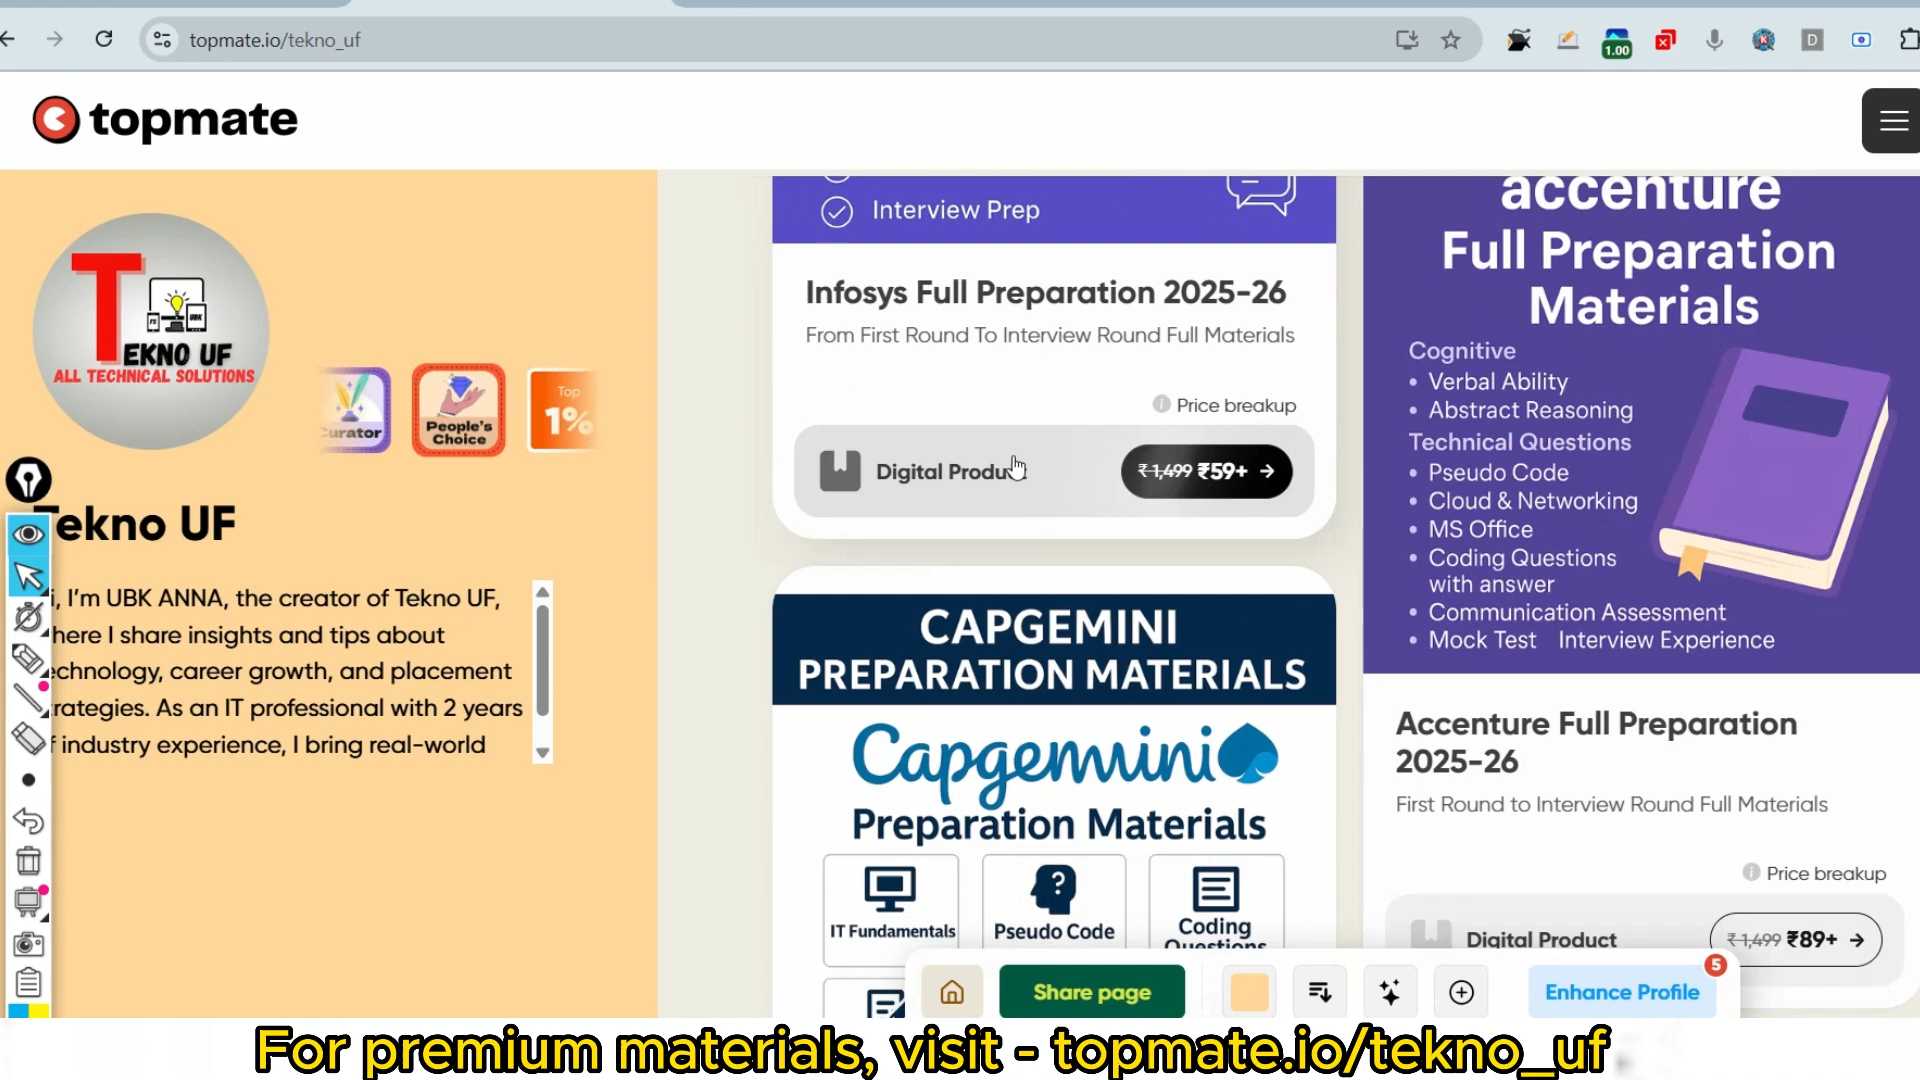 topmate.io/tekno_uf
1.00
D
topmate
T
EKNO UF
ALL TECHNICAL SOLUTIONS
FS
UBK
Curator
People's
Choice
Top
1%
Tekno UF
i, I'm UBK ANNA, the creator of Tekno UF,
here I share insights and tips about
echnology, career growth, and placement
rategies. As an IT professional with 2 years
f industry experience, I bring real-world
Interview Prep
Infosys Full Preparation 2025-26
From First Round To Interview Round Full Materials
Price breakup
Digital Product
₹1,499 ₹59+
CAPGEMINI
PREPARATION MATERIALS
Capgemini
Preparation Materials
IT Fundamentals
Pseudo Code
Coding
Questions
accenture
Full Preparation
Materials
Cognitive
• Verbal Ability
• Abstract Reasoning
Technical Questions
• Pseudo Code
• Cloud & Networking
• MS Office
• Coding Questions
with answer
• Communication Assessment
• Mock Test Interview Experience
Accenture Full Preparation
2025-26
First Round to Interview Round Full Materials
Price breakup
Digital Product
₹1,499 ₹89+
Share page
Enhance Profile
5
For premium materials, visit - topmate.io/tekno_uf